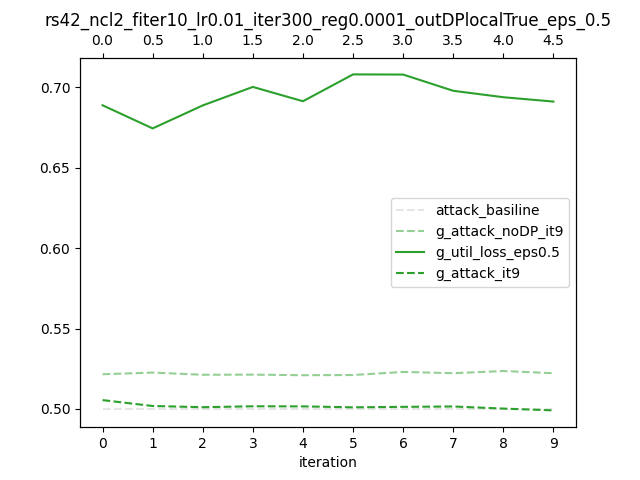 rs42_ncl2_fiter10_lr0.01_iter300_reg0.0001_outDPlocalTrue_eps_0.5
0.0 0.5 1.0 1.5 2.0 2.5 3.0 3.5 4.0 4.5
0.70
0.65
0.60
0.55
0.50
attack_basiline
g_attack_noDP_it9
g_util_loss_eps0.5
g_attack_it9
0 1 2 3 4 5 6 7 8 9
iteration